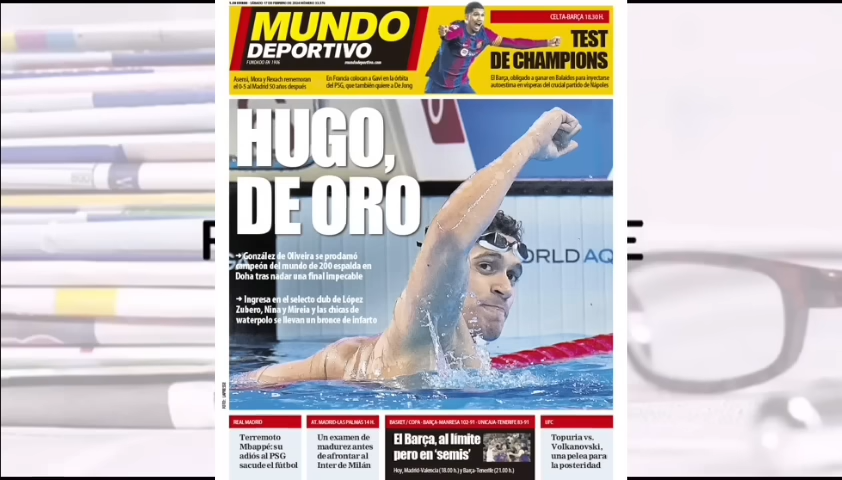 MUNDO
DEPORTIVO
FUNDADO EN 1906
mundodeportivo.com
CELTA-BARÇA 18.30 H.
TEST
DE CHAMPIONS
El Barça, obligado a ganar en Balaídos para inyectarse
autoestima en vísperas del crucial partido de Nápoles
Asensi, Mora y Rexach rememoran
el 0-5 al Madrid 50 años después
En Francia colocan a Gavi en la órbita
del PSG, que también quiere a De Jong
HUGO,
DE ORO
González de Oliveira se proclamó
campeón del mundo de 200 espalda en
Doha tras nadar una final impecable
Ingresa en el selecto club de López
Zubero, Nina y Mireia y las chicas de
waterpolo se llevan un bronce de infarto
ORLD AQ
REAL MADRID
Terremoto
Mbappé: su
adiós al PSG
sacude el fútbol
AT. MADRID-LAS PALMAS 14 H.
Un examen de
madurez antes
de afrontar al
Inter de Milán
BASKET / COPA · BARÇA-MANRESA 102-91 · UNICAJA-TENERIFE 83-91
El Barça, al límite
pero en ‘semis’
Hoy, Madrid-Valencia (18.00 h.) y Barça-Tenerife (21.00 h.)
UFC
Topuria vs.
Volkanovski,
una pelea para
la posteridad